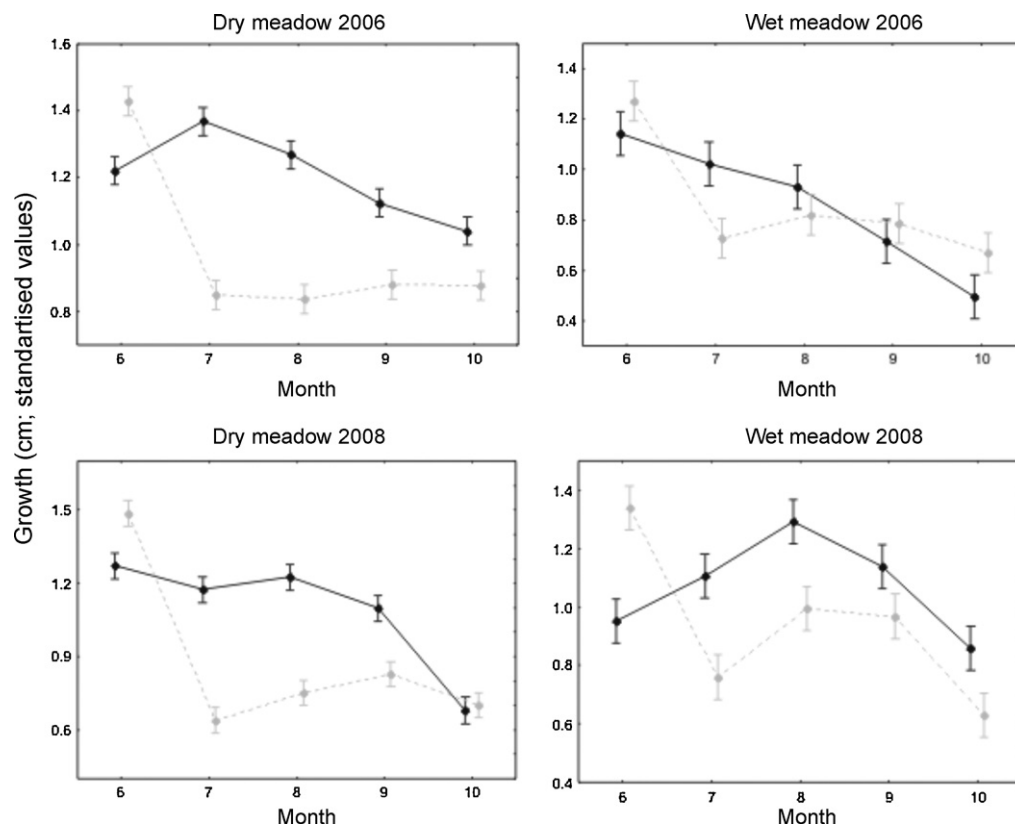 Dry meadow 2006
Wet meadow 2006
Growth (cm; standartised values)
1.6
1.4
1.2
1.0
0.8
6 7 8 9 10
Month
1.4
1.2
1.0
0.8
0.6
0.4
6 7 8 9 10
Month
Dry meadow 2008
Wet meadow 2008
1.5
1.2
0.9
0.6
6 7 8 9 10
Month
1.4
1.2
1.0
0.8
0.6
0.4
6 7 8 9 10
Month